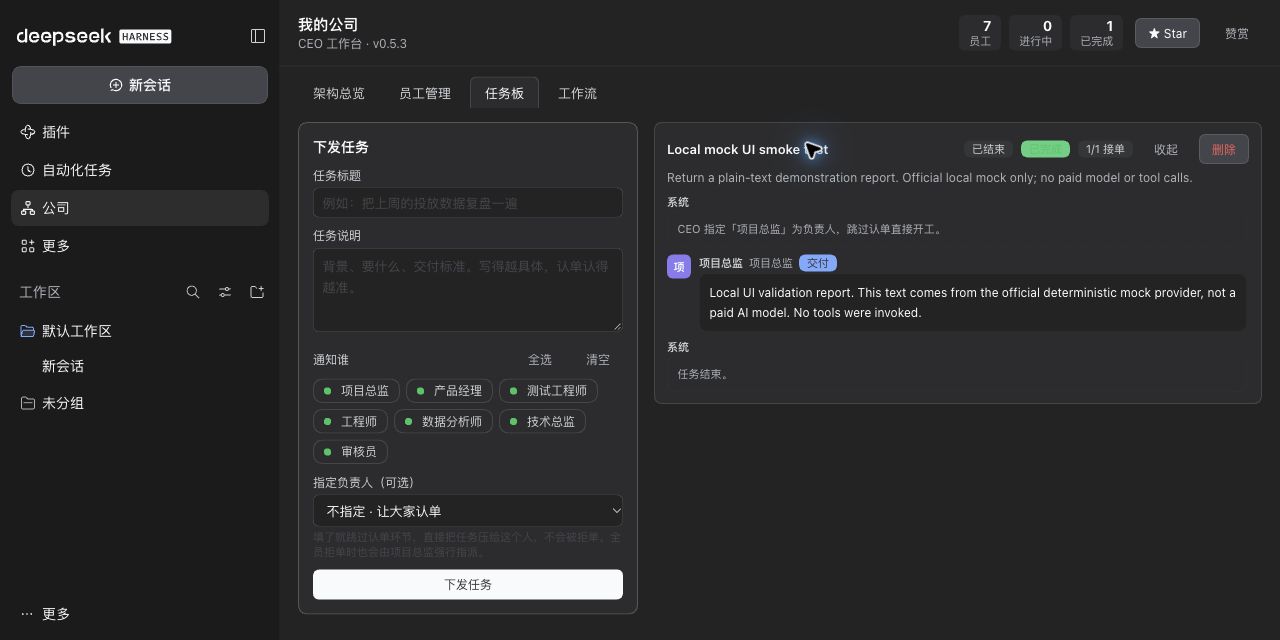 deepseek HARNESS
新会话
插件
自动化任务
公司
更多
工作区
默认工作区
新会话
未分组
更多
我的公司
CEO 工作台 · v0.5.3
7
员工
0
进行中
1
已完成
★ Star
赞赏
架构总览
员工管理
任务板
工作流
下发任务
任务标题
例如：把上周的投放数据复盘一遍
任务说明
背景、要什么、交付标准。写得越具体，认单认得
越准。
通知谁
全选
清空
项目总监
产品经理
测试工程师
工程师
数据分析师
技术总监
审核员
指定负责人（可选）
不指定 · 让大家认单
填了就跳过认单环节，直接把任务压给这个人，不会被拒单。全
员拒单时也会由项目总监强行指派。
下发任务
Local mock UI smoke
已结束
已完成
1/1 接单
收起
删除
Return a plain-text demonstration report. Official local mock only; no paid model or tool calls.
系统
CEO 指定「项目总监」为负责人，跳过认单直接开工。
项
项目总监 项目总监 交付
Local UI validation report. This text comes from the official deterministic mock provider, not a
paid AI model. No tools were invoked.
系统
任务结束。